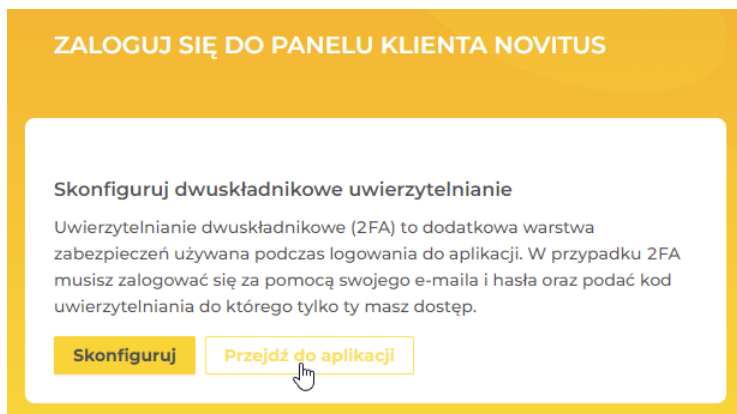 ZALOGUJ SIĘ DO PANELU KLIENTA NOVITUS
Skonfiguruj dwuskładnikowe uwierzytelnianie
Uwierzytelnianie dwuskładnikowe (2FA) to dodatkowa warstwa
zabezpieczeń używana podczas logowania do aplikacji. W przypadku 2FA
musisz zalogować się za pomocą swojego e-maila i hasła oraz podać kod
uwierzytelniania do którego tylko ty masz dostęp.
Skonfiguruj Przejdź do aplikacji